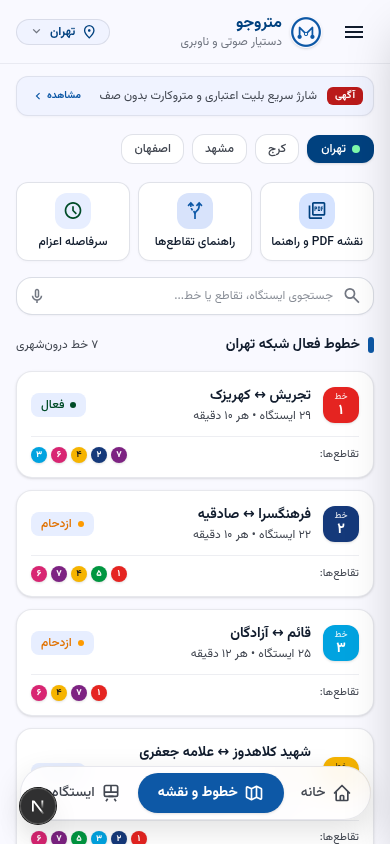 متروجو
دستیار صوتی و ناوبری
تهران
آگهی
شارژ سریع بلیت اعتباری و متروکارت بدون صف
مشاهده
تهران
کرج
مشهد
اصفهان
PDF
نقشه PDF و راهنما
راهنمای تقاطع‌ها
سرفاصله اعزام
جستجوی ایستگاه، تقاطع یا خط...
خطوط فعال شبکه تهران
۷ خط درون‌شهری
خط ۱
تجریش ↔ کهریزک
۲۹ ایستگاه • هر ۱۰ دقیقه
فعال
تقاطع‌ها:
۷ ۲ ۴ ۶ ۳
خط ۲
فرهنگسرا ↔ صادقیه
۲۲ ایستگاه • هر ۱۰ دقیقه
ازدحام
تقاطع‌ها:
۱ ۵ ۴ ۷ ۶
خط ۳
قائم ↔ آزادگان
۲۵ ایستگاه • هر ۱۲ دقیقه
ازدحام
تقاطع‌ها:
۱ ۷ ۴ ۶
شهید کلاهدوز ↔ علامه جعفری
خانه
خطوط و نقشه
ایستگاه
N
تقاطع‌ها:
۱ ۲ ۳ ۵ ۷ ۶